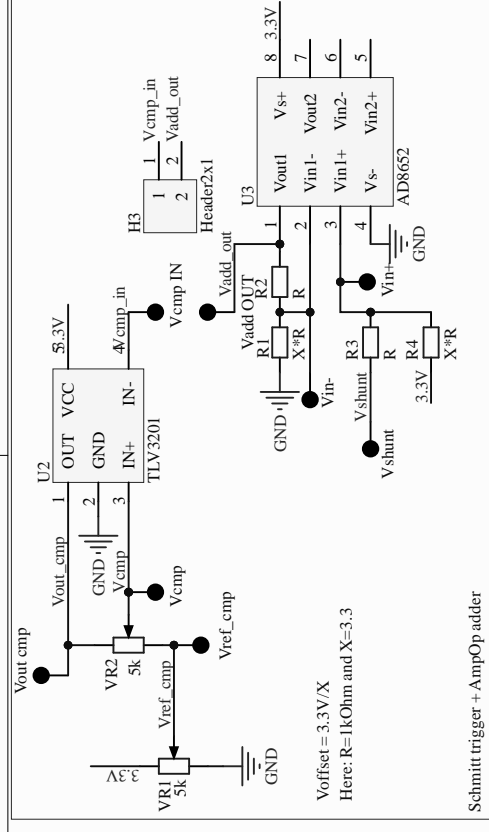 Vout cmp
Vout_cmp
U2
1
OUT
VCC
5
3.3V
2
GND
GND
3
IN+
IN-
4
Vcmp_in
TLV3201
Vcmp
Vcmp
Vcmp IN
VR2
5k
Vref_cmp
Vref_cmp
3.3V
VR1
5k
GND
H3
1
1
Vcmp_in
2
2
Vadd_out
Header2x1
Vadd OUT
Vadd_out
U3
1
Vout1
Vs+
8
3.3V
2
Vin1-
Vout2
7
3
Vin1+
Vin2-
6
4
Vs-
Vin2+
5
AD8652
GND
R1
X*R
R2
R
GND
Vin-
Vin+
R3
R
Vshunt
Vshunt
R4
X*R
3.3V
Voffset = 3.3V/X
Here: R=1kOhm and X=3.3
Schmitt trigger + AmpOp adder